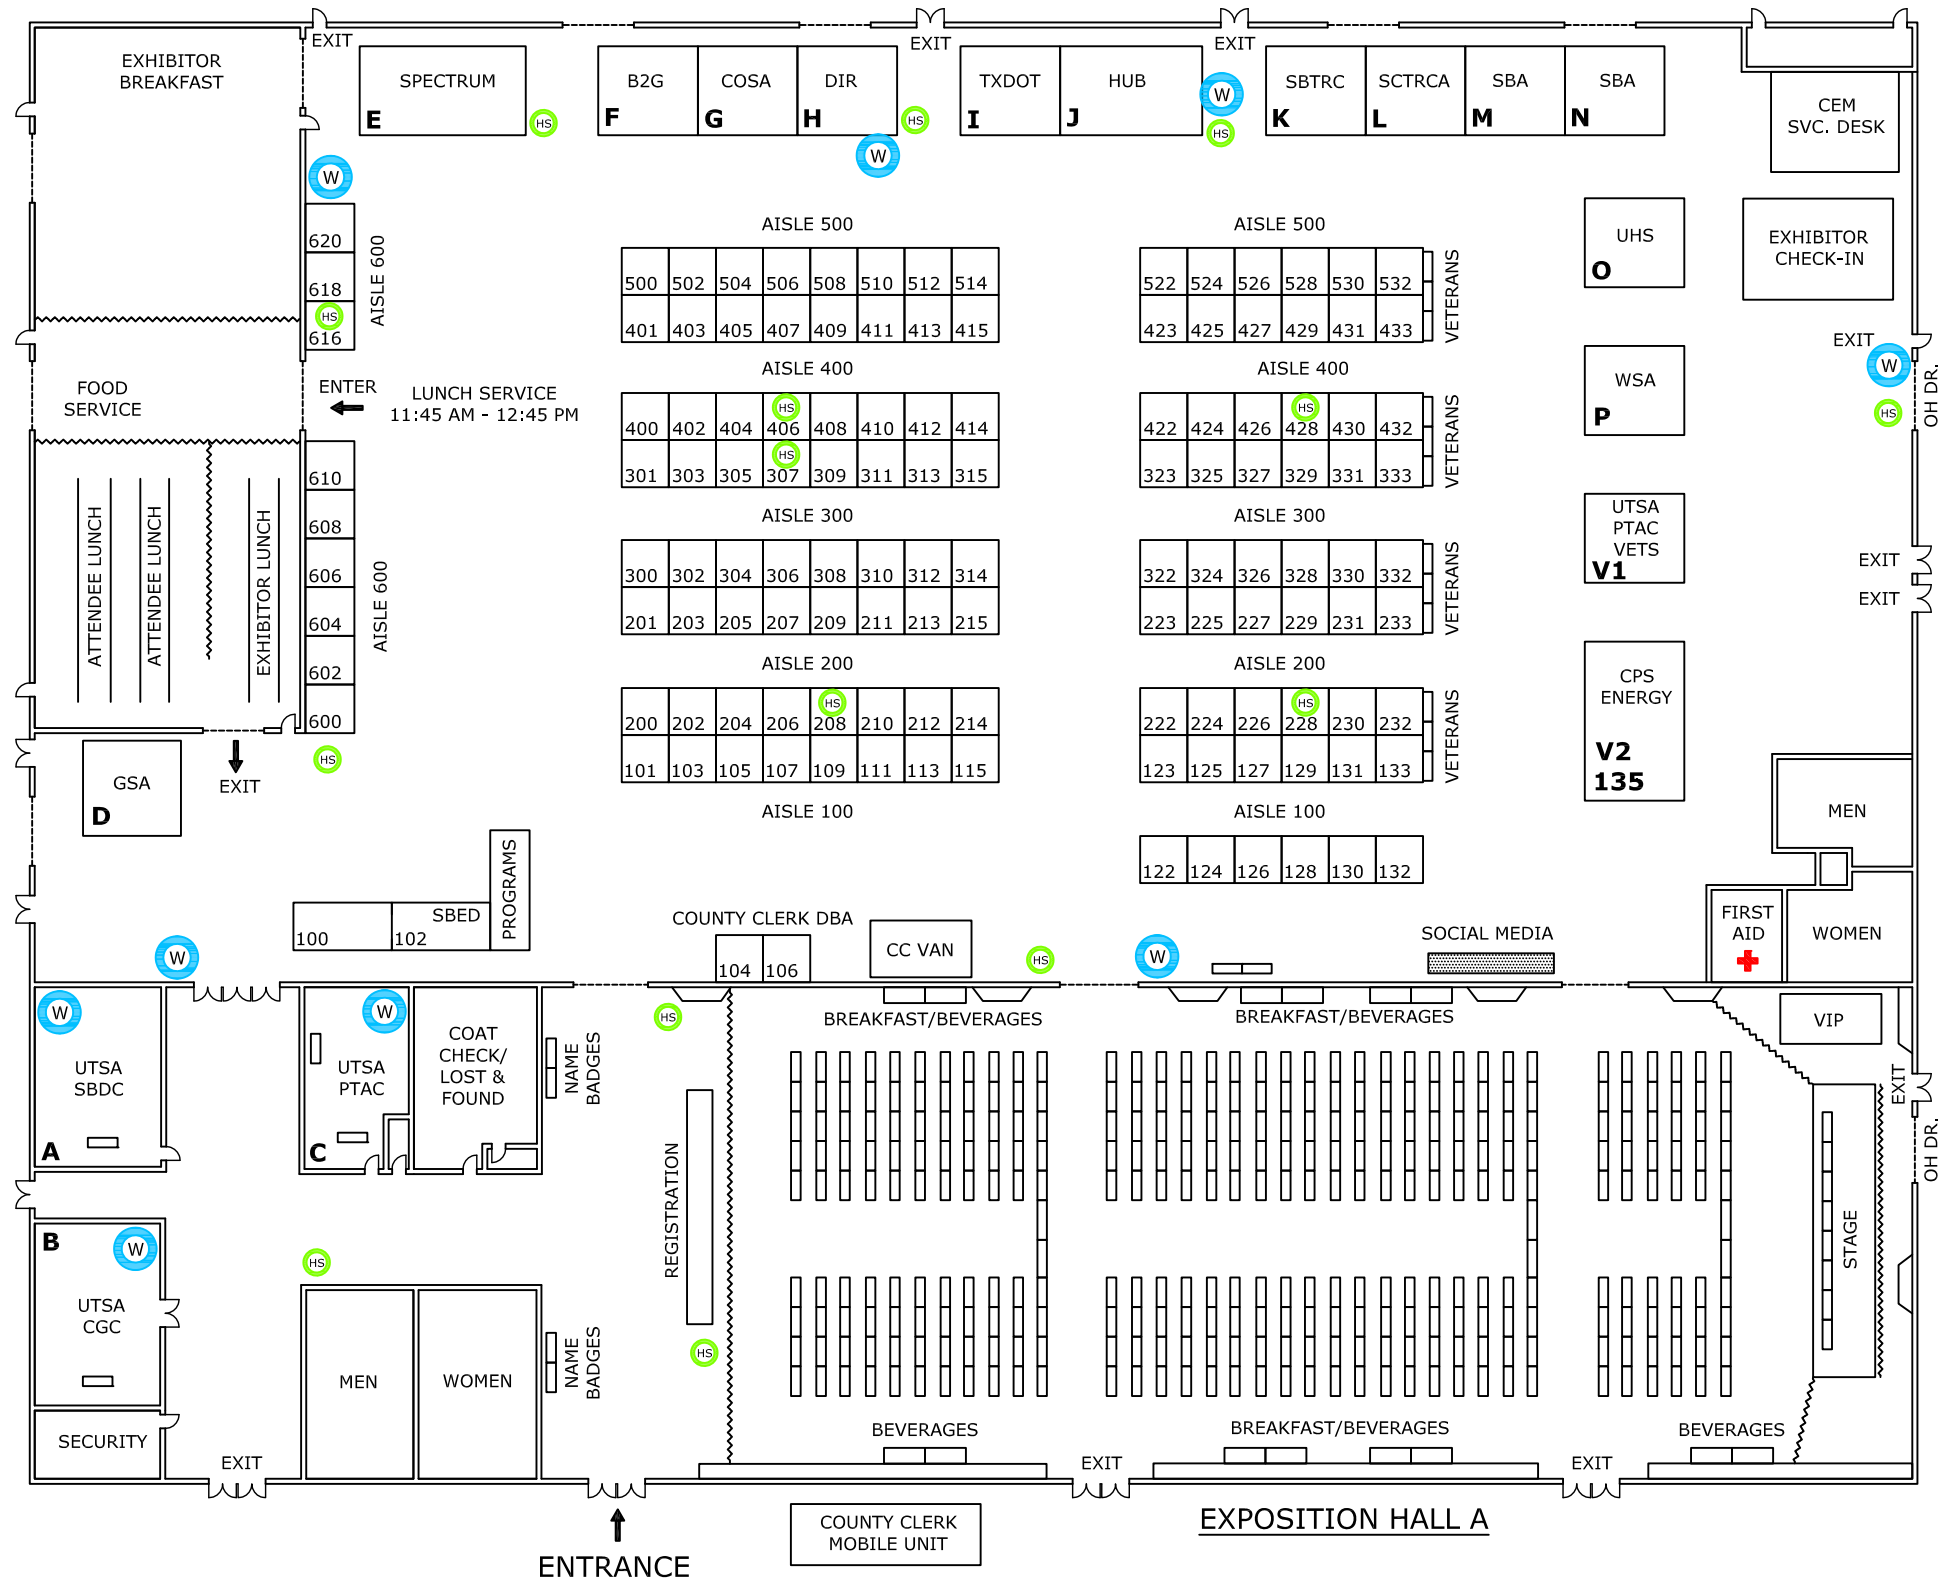 EXIT
EXIT
EXIT
EXHIBITOR
BREAKFAST
SPECTRUM
E
HS
B2G
F
COSA
G
DIR
H
HS
W
TXDOT
I
HUB
J
W
HS
SBTRC
K
SCTRCA
L
SBA
M
SBA
N
CEM
SVC. DESK
W
620
618
HS
616
AISLE 600
AISLE 500
500 502 504 506 508 510 512 514
401 403 405 407 409 411 413 415
AISLE 500
522 524 526 528 530 532
423 425 427 429 431 433
VETERANS
UHS
O
EXHIBITOR
CHECK-IN
FOOD
SERVICE
ENTER
LUNCH SERVICE
11:45 AM - 12:45 PM
AISLE 400
HS
400 402 404 406 408 410 412 414
HS
301 303 305 307 309 311 313 315
AISLE 400
HS
422 424 426 428 430 432
323 325 327 329 331 333
VETERANS
WSA
P
EXIT
W
HS
OH DR.
ATTENDEE LUNCH
ATTENDEE LUNCH
EXHIBITOR LUNCH
610
608
606
604
602
600
AISLE 600
HS
AISLE 300
300 302 304 306 308 310 312 314
201 203 205 207 209 211 213 215
AISLE 300
322 324 326 328 330 332
223 225 227 229 231 233
VETERANS
UTSA
PTAC
VETS
V1
EXIT
EXIT
AISLE 200
HS
200 202 204 206 208 210 212 214
101 103 105 107 109 111 113 115
AISLE 100
AISLE 200
HS
222 224 226 228 230 232
123 125 127 129 131 133
VETERANS
AISLE 100
122 124 126 128 130 132
CPS
ENERGY
V2
135
MEN
GSA
D
EXIT
PROGRAMS
100
SBED
102
COUNTY CLERK DBA
104 106
CC VAN
HS
W
SOCIAL MEDIA
FIRST
AID
WOMEN
W
W
UTSA
SBDC
A
W
UTSA
PTAC
C
COAT
CHECK/
LOST &
FOUND
NAME
BADGES
HS
BREAKFAST/BEVERAGES
BREAKFAST/BEVERAGES
VIP
EXIT
OH DR.
REGISTRATION
STAGE
B
W
UTSA
CGC
HS
MEN
WOMEN
NAME
BADGES
HS
SECURITY
EXIT
BEVERAGES
BREAKFAST/BEVERAGES
BEVERAGES
EXIT
EXIT
ENTRANCE
COUNTY CLERK
MOBILE UNIT
EXPOSITION HALL A